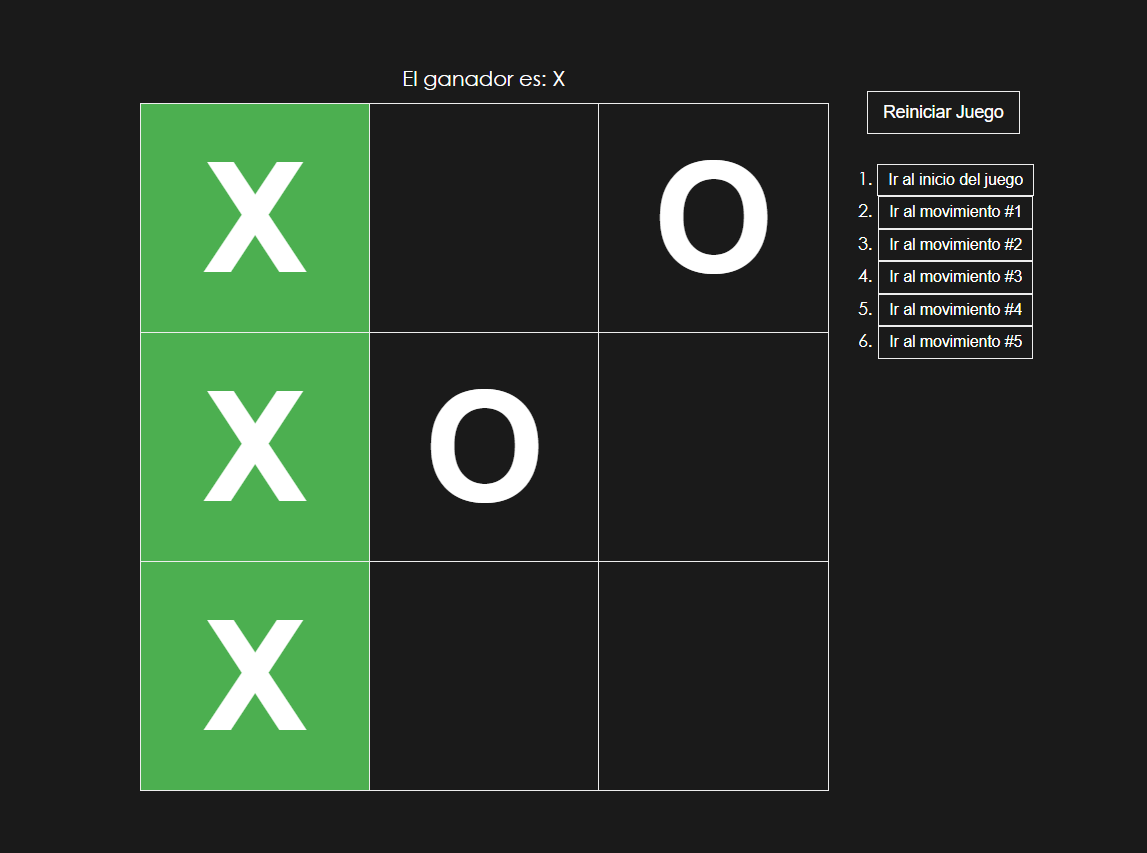 El ganador es: X
X O
X O
X
Reiniciar Juego
1. Ir al inicio del juego
2. Ir al movimiento #1
3. Ir al movimiento #2
4. Ir al movimiento #3
5. Ir al movimiento #4
6. Ir al movimiento #5